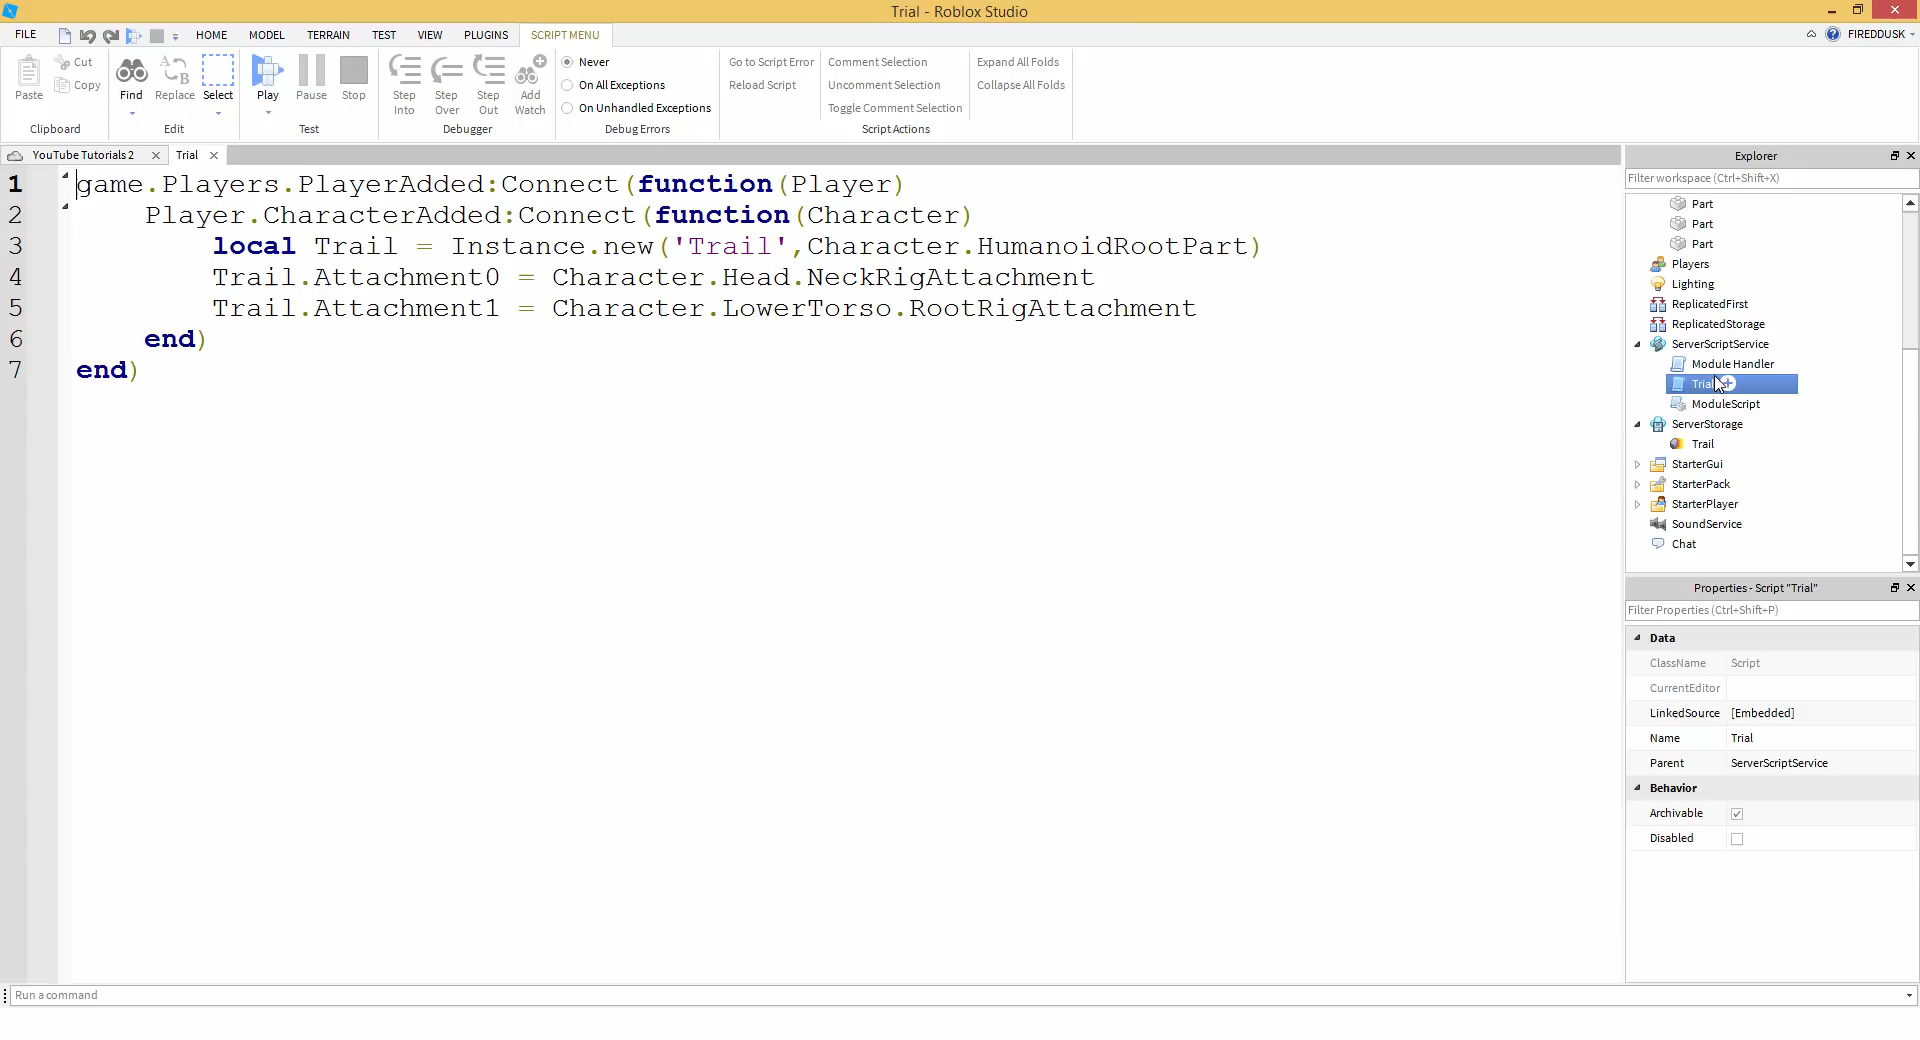 Trial - Roblox Studio
FILE HOME MODEL TERRAIN TEST VIEW PLUGINS SCRIPT MENU FIREDDUSK
Paste Cut Copy Find Replace Select Play Pause Stop Step Into Step Over Step Out Add Watch
Never
On All Exceptions
On Unhandled Exceptions
Go to Script Error
Reload Script
Comment Selection
Uncomment Selection
Toggle Comment Selection
Expand All Folds
Collapse All Folds
Clipboard Edit Test Debugger Debug Errors Script Actions
YouTube Tutorials 2 Trial
1 game.Players.PlayerAdded:Connect(function(Player)
2 Player.CharacterAdded:Connect(function(Character)
3 local Trail = Instance.new('Trail',Character.HumanoidRootPart)
4 Trail.Attachment0 = Character.Head.NeckRigAttachment
5 Trail.Attachment1 = Character.LowerTorso.RootRigAttachment
6 end)
7 end)
Explorer
Filter workspace (Ctrl+Shift+X)
Part
Part
Part
Players
Lighting
ReplicatedFirst
ReplicatedStorage
ServerScriptService
Module Handler
Trial
ModuleScript
ServerStorage
Trail
StarterGui
StarterPack
StarterPlayer
SoundService
Chat
Properties - Script "Trial"
Filter Properties (Ctrl+Shift+P)
Data
ClassName Script
CurrentEditor
LinkedSource [Embedded]
Name Trial
Parent ServerScriptService
Behavior
Archivable
Disabled
Run a command